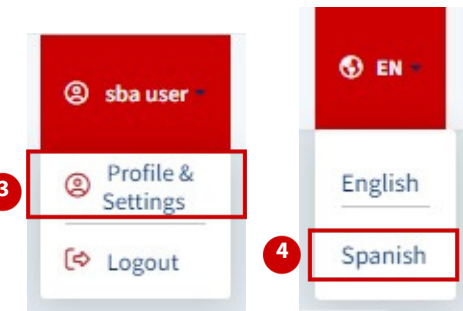 sba user
3
Profile &
Settings
Logout
EN
English
4
Spanish